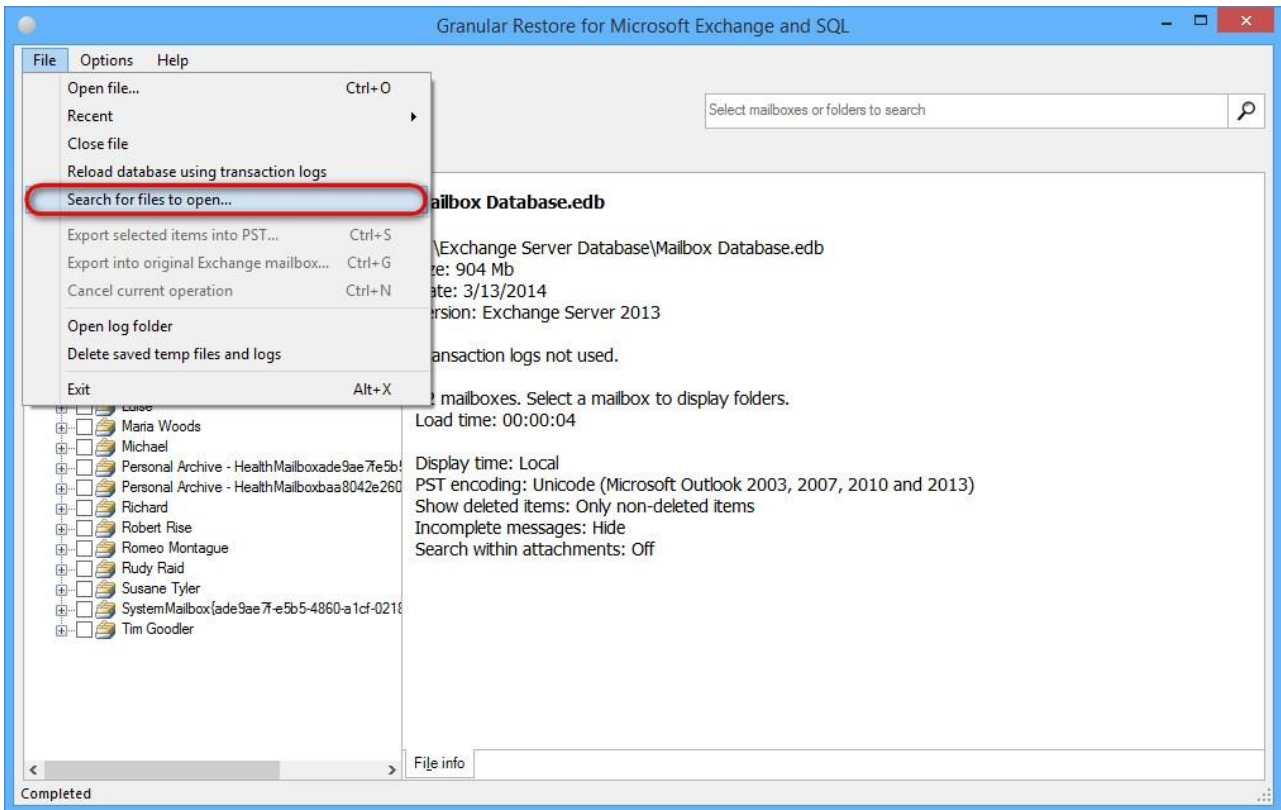 Granular Restore for Microsoft Exchange and SQL
File Options Help
Open file... Ctrl+O
Recent
Close file
Reload database using transaction logs
Search for files to open...
Export selected items into PST... Ctrl+S
Export into original Exchange mailbox... Ctrl+G
Cancel current operation Ctrl+N
Open log folder
Delete saved temp files and logs
Exit Alt+X
Select mailboxes or folders to search
Maria Woods
Michael
Personal Archive - HealthMailboxade9ae7fe5b5
Personal Archive - HealthMailboxbaa8042e260
Richard
Robert Rise
Romeo Montague
Rudy Raid
Susane Tyler
SystemMailbox{ade9ae7f-e5b5-4860-a1cf-0218
Tim Goodler
ailbox Database.edb
\Exchange Server Database\Mailbox Database.edb
ze: 904 Mb
ate: 3/13/2014
ersion: Exchange Server 2013
ansaction logs not used.
2 mailboxes. Select a mailbox to display folders.
Load time: 00:00:04
Display time: Local
PST encoding: Unicode (Microsoft Outlook 2003, 2007, 2010 and 2013)
Show deleted items: Only non-deleted items
Incomplete messages: Hide
Search within attachments: Off
File info
Completed